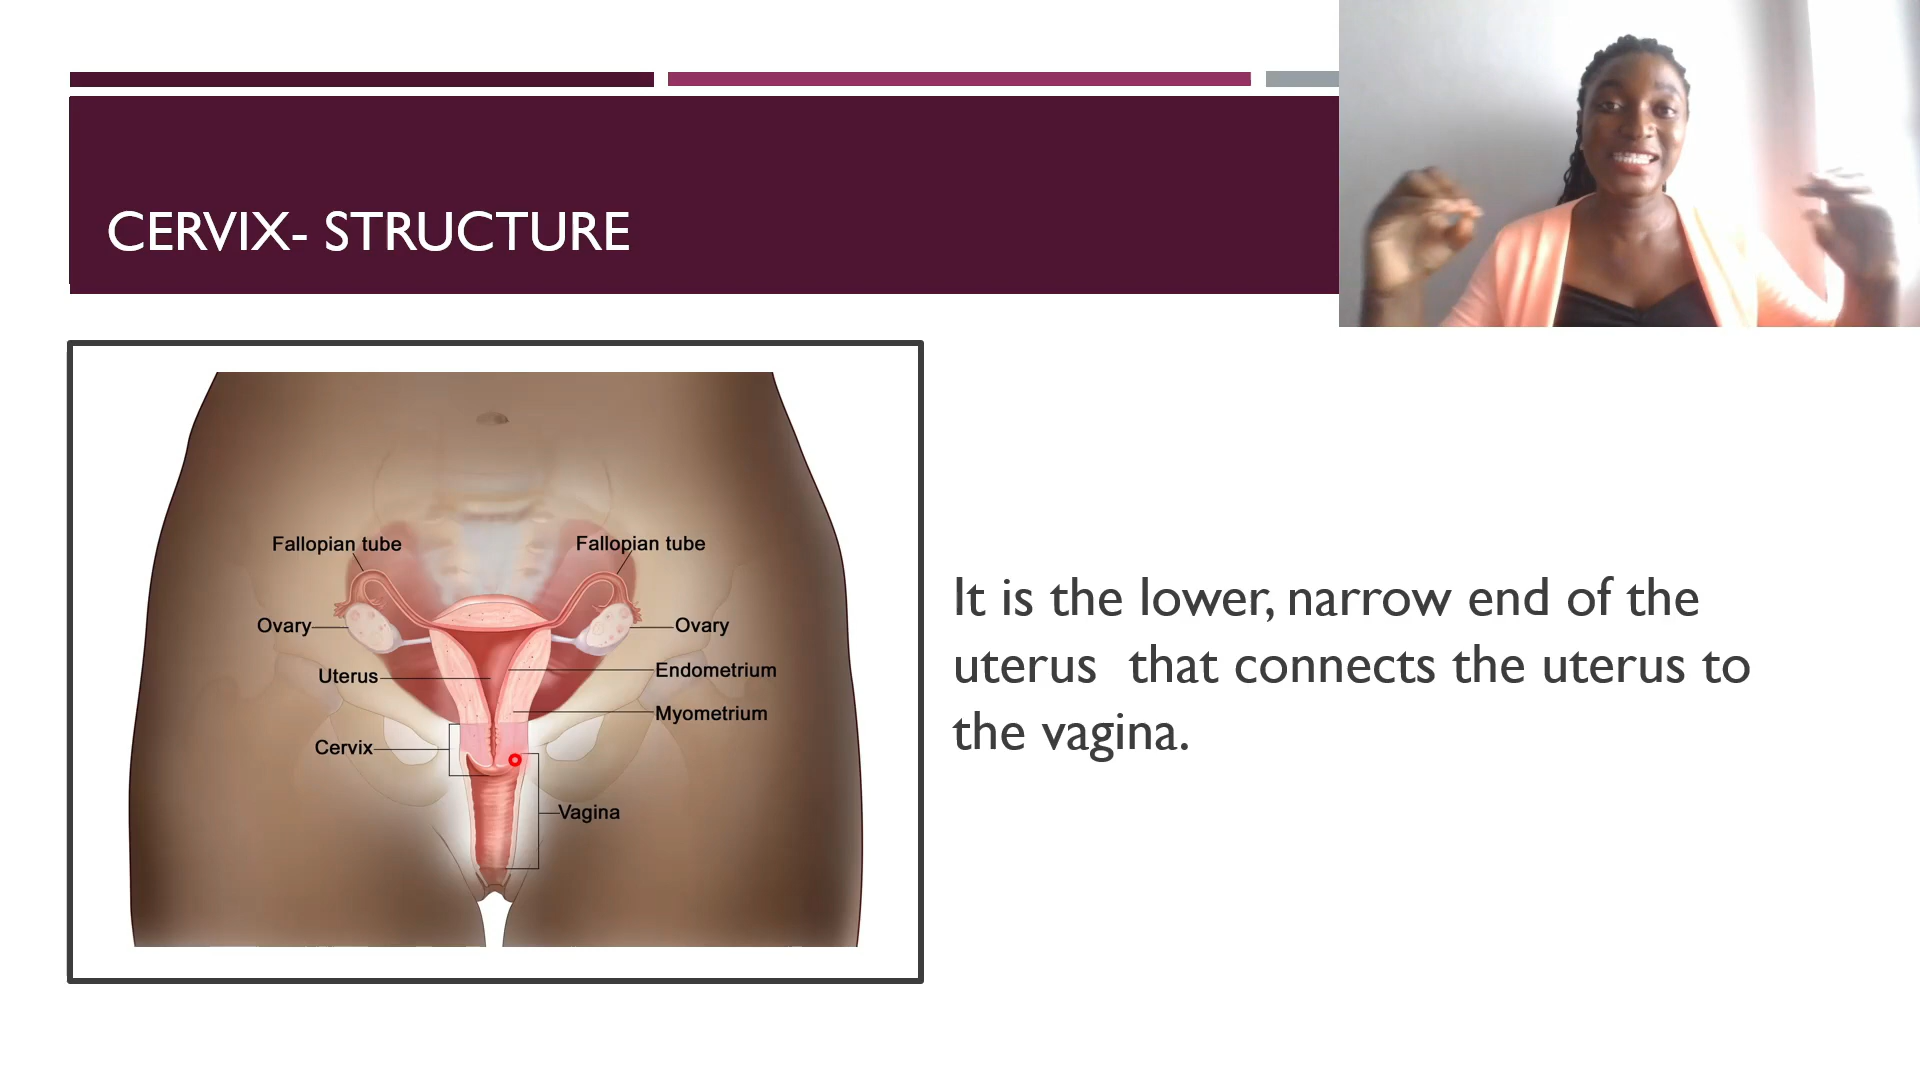 CERVIX- STRUCTURE
Fallopian tube
Fallopian tube
Ovary
Ovary
Uterus
Endometrium
Myometrium
Cervix
Vagina
It is the lower, narrow end of the
uterus  that connects the uterus to
the vagina.